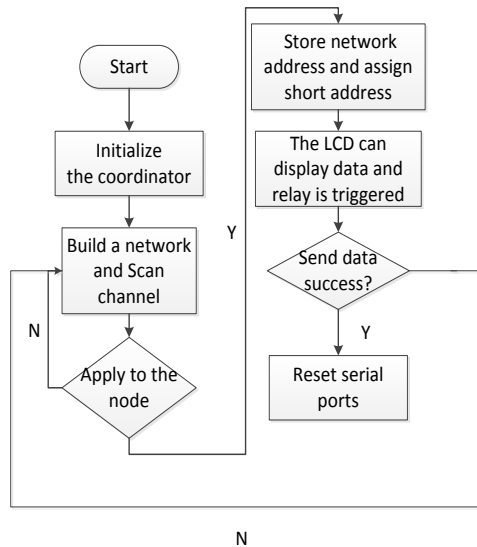 Start
Initialize
the coordinator
Build a network
and Scan
channel
N
Apply to the
node
Y
Store network
address and assign
short address
The LCD can
display data and
relay is triggered
Send data
success?
Y
Reset serial
ports
N